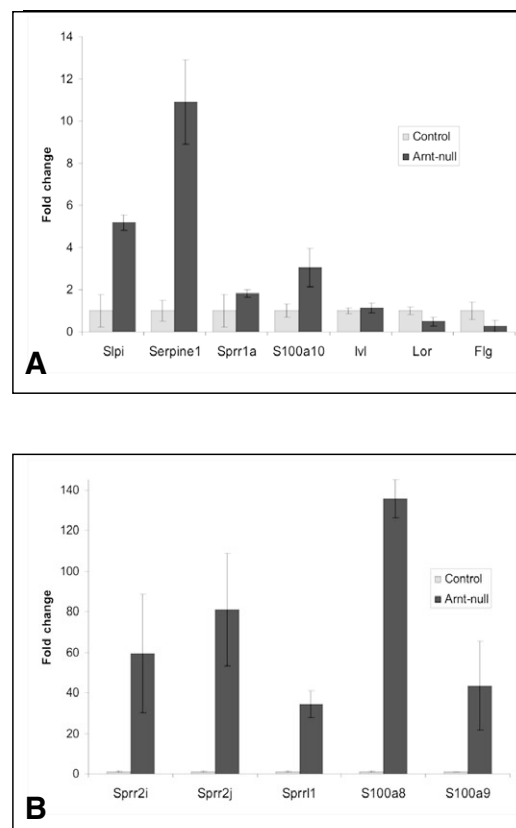 14
12
10
8
6
4
2
0
Fold change
Control
Arnt-null
Slpi Serpine1 Sprr1a S100a10 Ivl Lor Flg
A
140
120
100
80
60
40
20
0
Fold change
Control
Arnt-null
Sprr2i Sprr2j Sprrl1 S100a8 S100a9
B